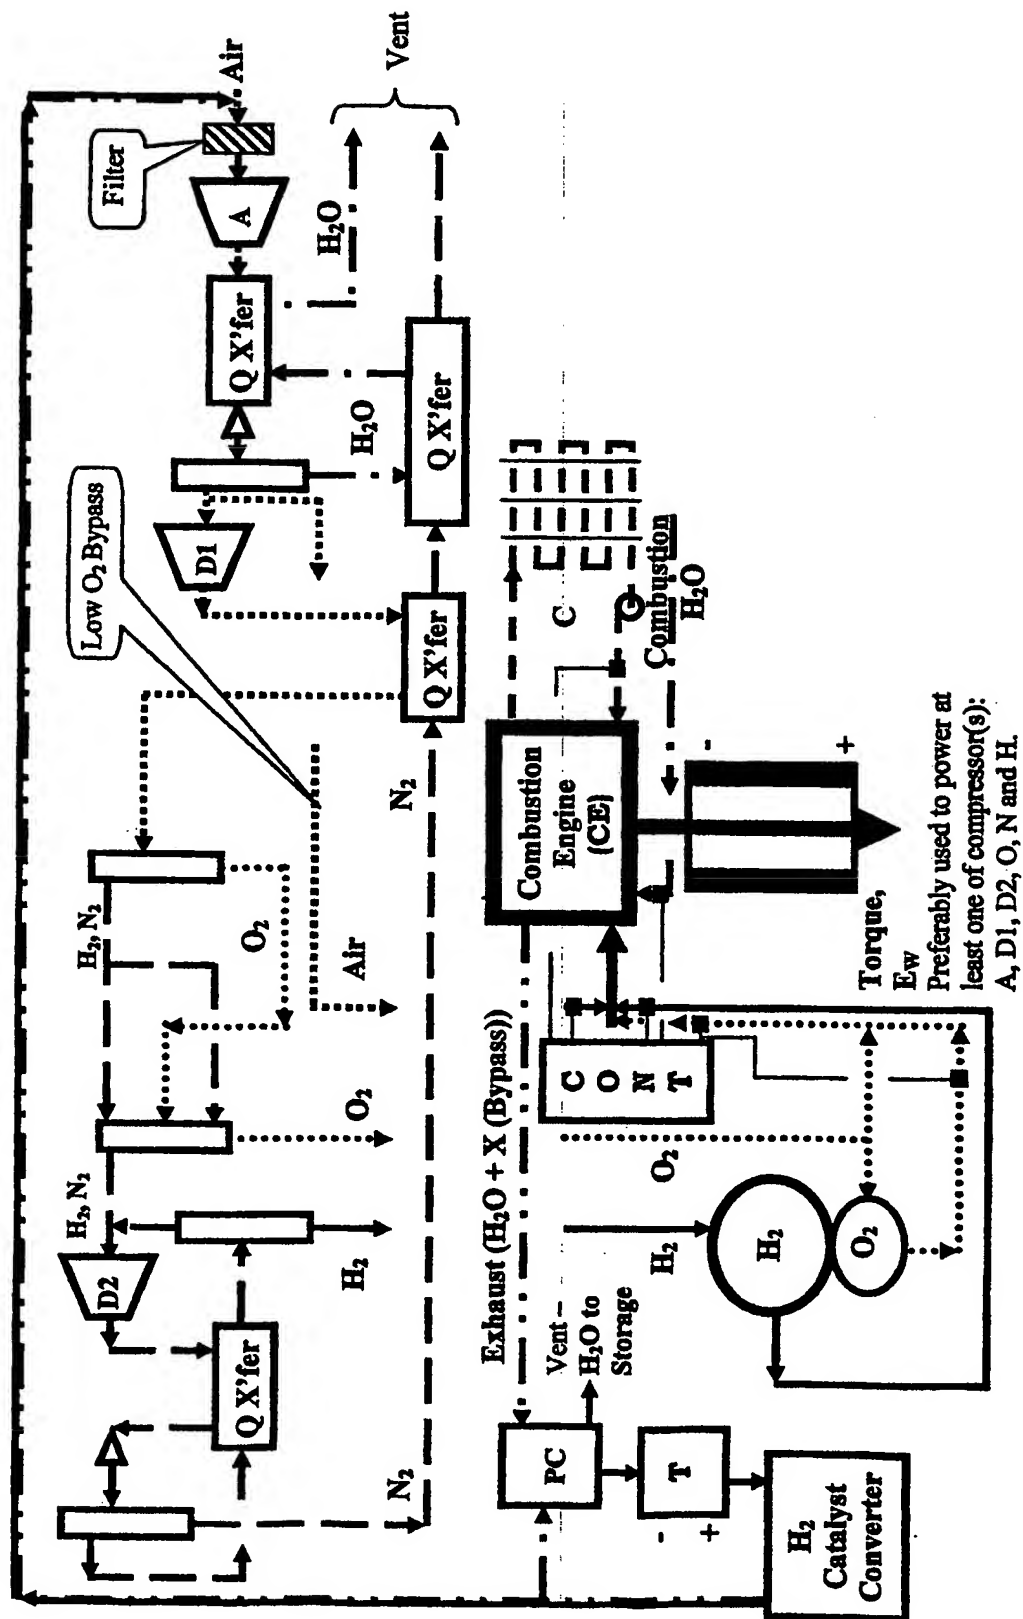 Air
Vent
Filter
A
H₂O
Q X'fer
H₂O
Q X'fer
Low O₂ Bypass
D1
Q X'fer
N₂
H₂, N₂
O₂
Air
H₂, N₂
O₂
D2
H₂
Q X'fer
N₂
C
O
Combustion
H₂O
Combustion
Engine
(CE)
-
+
Torque,
Ew
Preferably used to power at
least one of compressor(s):
A, D1, D2, O, N and H.
Exhaust (H₂O + X (Bypass))
C
O
N
T
O₂
H₂
H₂
O₂
Vent –
H₂O to
Storage
PC
T
-
+
H₂
Catalyst
Converter